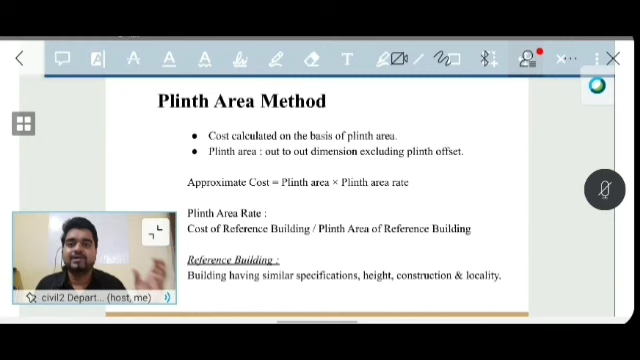 T
Plinth Area Method
● Cost calculated on the basis of plinth area.
● Plinth area : out to out dimension excluding plinth offset.
Approximate Cost = Plinth area × Plinth area rate
Plinth Area Rate :
Cost of Reference Building / Plinth Area of Reference Building
Reference Building :
Building having similar specifications, height, construction & locality.
civil2 Depart... (host, me)